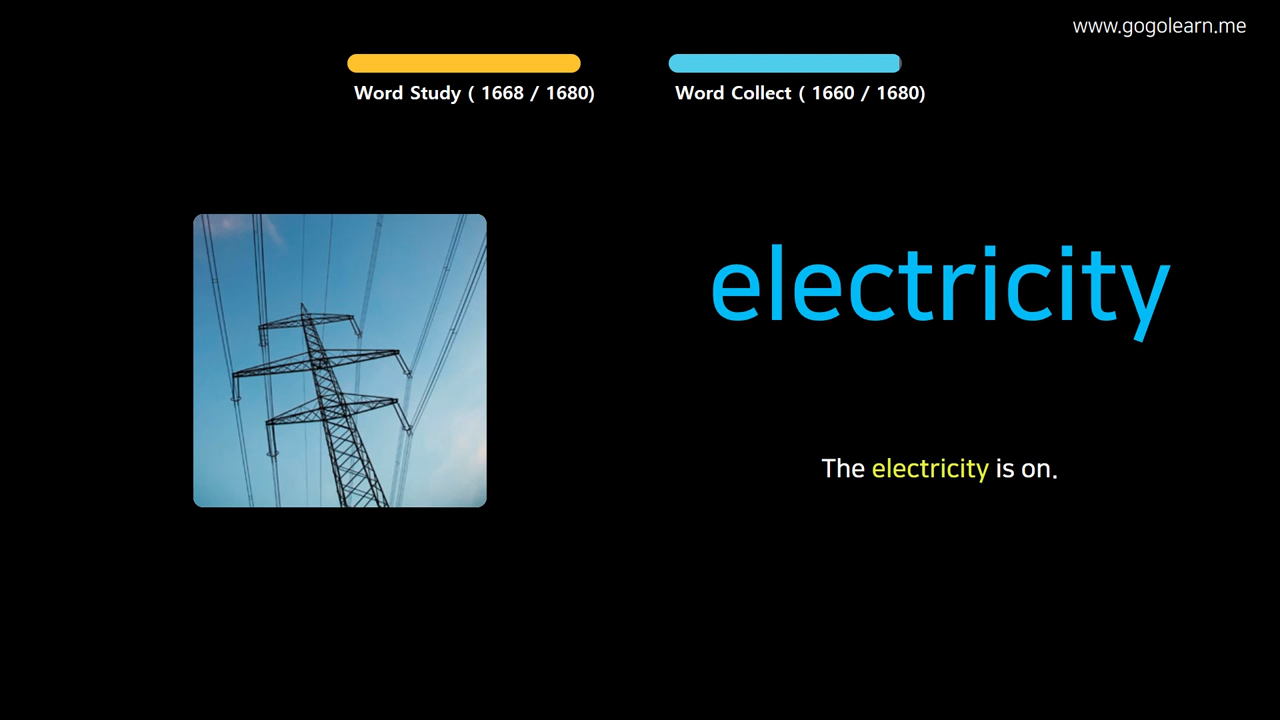 www.gogolearn.me
Word Study ( 1668 / 1680)
Word Collect ( 1660 / 1680)
electricity
The electricity is on.